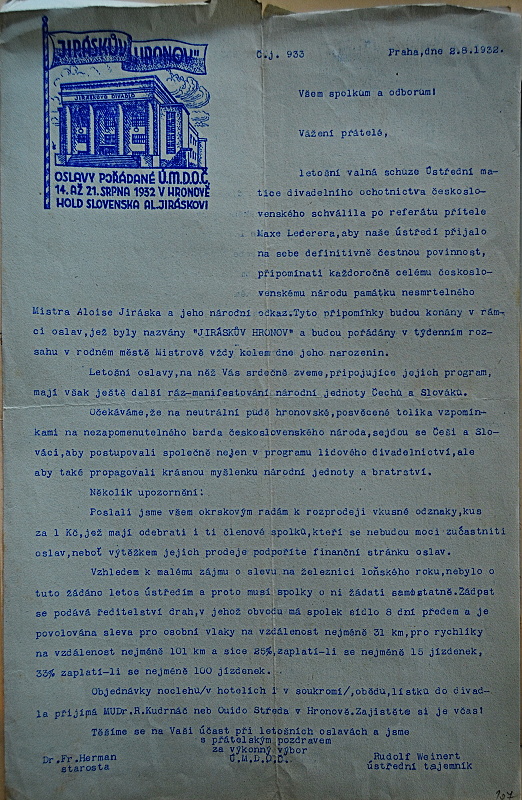 "JIRÁSKŮV HRONOV"
JIRÁSKOVO DIVADLO
OSLAVY POŘÁDANÉ Ú.M.D.O.Č.
14. AŽ 21. SRPNA 1932 V HRONOVĚ
HOLD SLOVENSKA AL.JIRÁSKOVI
Č.j. 933
Praha,dne 2.8.1932.
Všem spolkům a odborům!
Vážení přátelé,
letošní valná schůze Ústřední ma-
tice divadelního ochotnictva českoslo-
venského schválila po referátu přítele
Maxe Lederera,aby naše ústředí přijalo
na sebe definitivně čestnou povinnost,
připomínati každoročně celému českoslo-
venskému národu památku nesmrtelného
Mistra Aloise Jiráska a jeho národní odkaz.Tyto připomínky budou konány v rám-
ci oslav,jež byly nazvány "JIRÁSKŮV HRONOV" a budou pořádány v týdenním roz-
sahu v rodném městě Mistrově vždy kolem dne jeho narozenin.
Letošní oslavy,na něž Vás srdečně zveme,připojujíce jejich program,
mají však ještě další ráz-manifestování národní jednoty Čechů a Slováků.
Očekáváme,že na neutrální půdě hronovské,posvěcené tolika vzpomín-
kami na nezapomenutelného barda československého národa,sejdou se Češi a Slo-
váci,aby postupovali společně nejen v programu lidového divadelnictví,ale
aby také propagovali krásnou myšlenku národní jednoty a bratrství.
Několik upozornění:
Poslali jsme všem okrskovým radám k rozprodeji vkusné odznaky,kus
za 1 Kč,jež mají odebrati i ti členové spolků,kteří se nebudou moci zúčastniti
oslav,neboť výtěžkem jejich prodeje podpoříte finanční stránku oslav.
Vzhledem k malému zájmu o slevu na železnici loňského roku,nebylo o
tuto žádáno letos ústředím a proto musí spolky o ni žádati samostatně.Žádost
se podává ředitelství drah,v jehož obvodu má spolek sídlo 8 dní předem a je
povolována sleva pro osobní vlaky na vzdálenost nejméně 31 km,pro rychlíky
na vzdálenost nejméně 101 km a sice 25%,zaplatí-li se nejméně 15 jízdenek,
33% zaplatí-li se nejméně 100 jízdenek.
Objednávky noclehů/v hotelích i v soukromí/,obědů,lístků do divad-
la přijímá MUDr.R.Kudrnáč neb Guido Středa v Hronově.Zajistěte si je včas!
Těšíme se na Vaši účast při letošních oslavách a jsme
s přátelským pozdravem
za výkonný výbor
Ú.M.D.O.Č.
Dr.Fr.Herman
starosta
Rudolf Weinert
ústřední tajemník